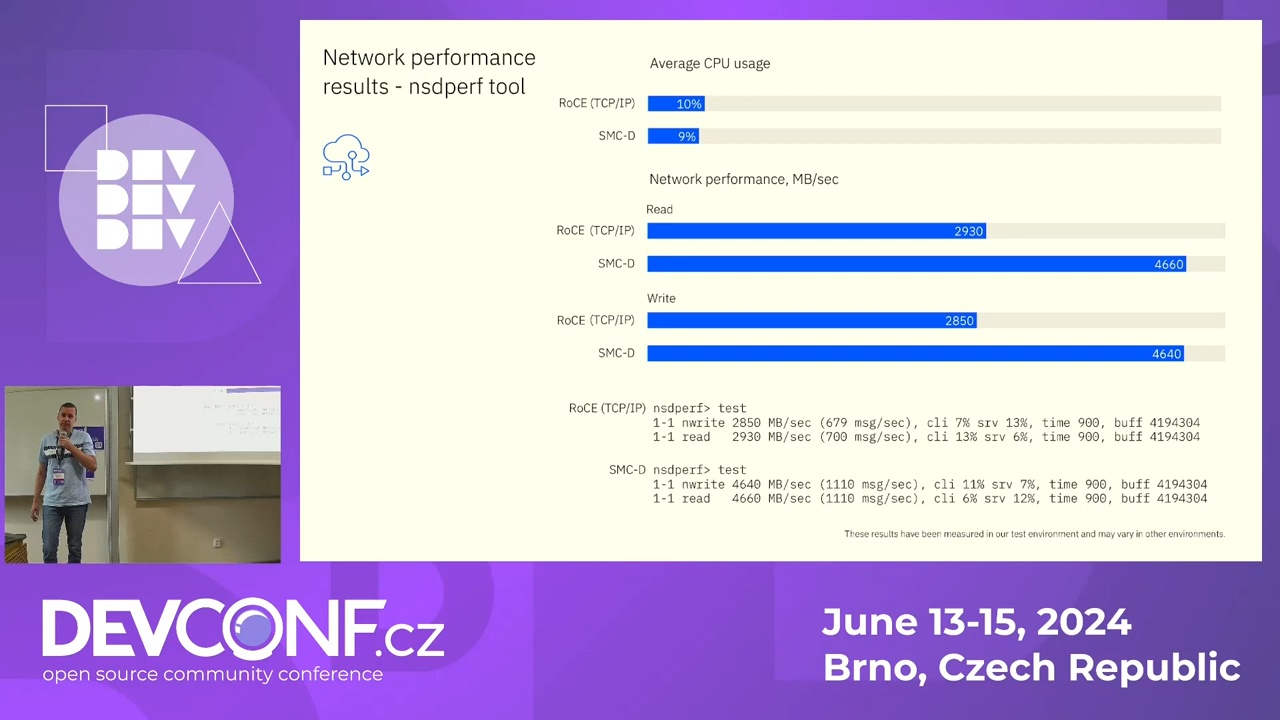 DEV
DEV
DEV
Network performance
results - nsdperf tool
Average CPU usage
RoCE (TCP/IP) 10%
SMC-D 9%
Network performance, MB/sec
Read
RoCE (TCP/IP) 2930
SMC-D 4660
Write
RoCE (TCP/IP) 2850
SMC-D 4640
RoCE (TCP/IP) nsdperf> test
1-1 nwrite 2850 MB/sec (679 msg/sec), cli 7% srv 13%, time 900, buff 4194304
1-1 read 2930 MB/sec (700 msg/sec), cli 13% srv 6%, time 900, buff 4194304
SMC-D nsdperf> test
1-1 nwrite 4640 MB/sec (1110 msg/sec), cli 11% srv 7%, time 900, buff 4194304
1-1 read 4660 MB/sec (1110 msg/sec), cli 6% srv 12%, time 900, buff 4194304
These results have been measured in our test environment and may vary in other environments.
DEVCONF.cz
open source community conference
June 13-15, 2024
Brno, Czech Republic